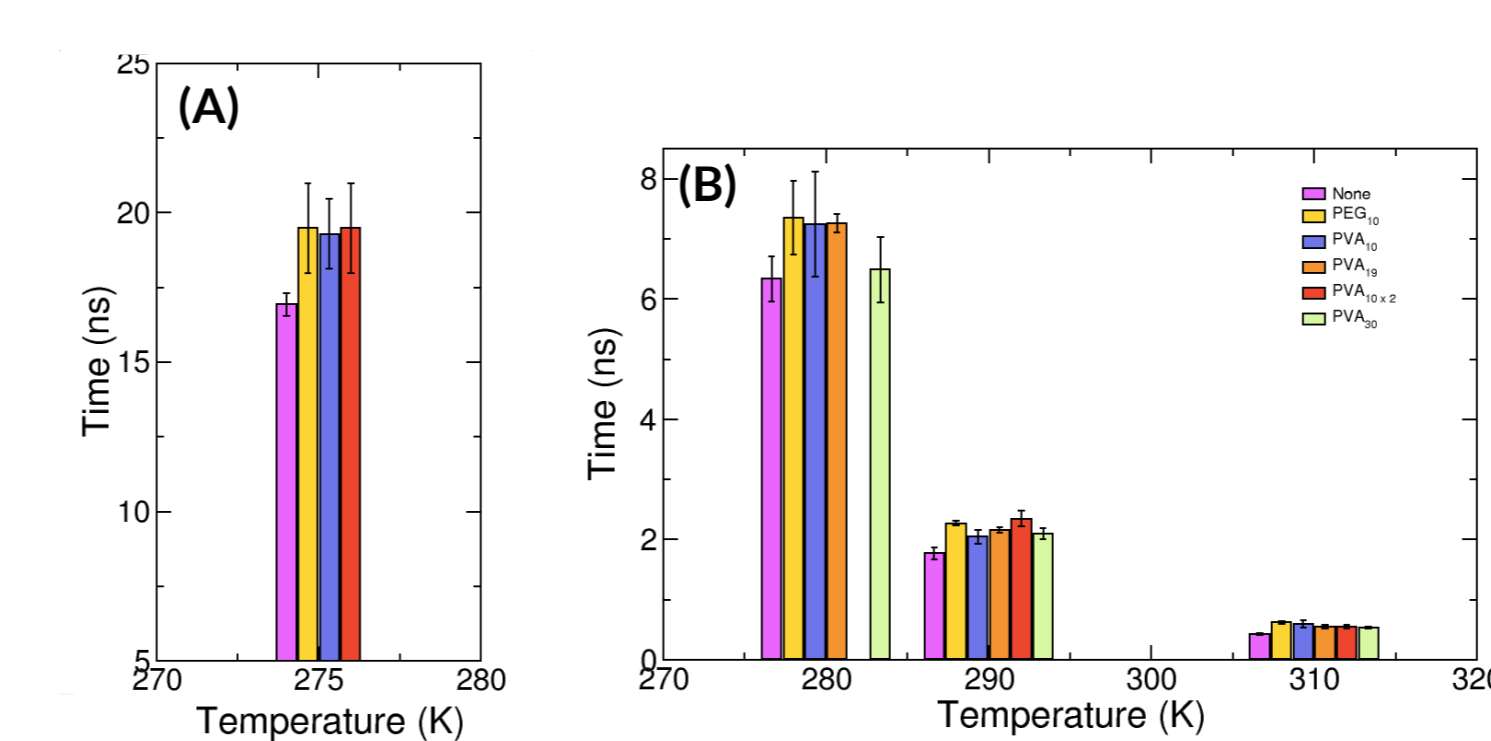 (A)
25
20
15
10
5
Time (ns)
270 275 280
Temperature (K)
(B)
8
6
4
2
0
Time (ns)
None
PEG10
PVA10
PVA19
PVA10 x 2
PVA30
270 280 290 300 310 320
Temperature (K)